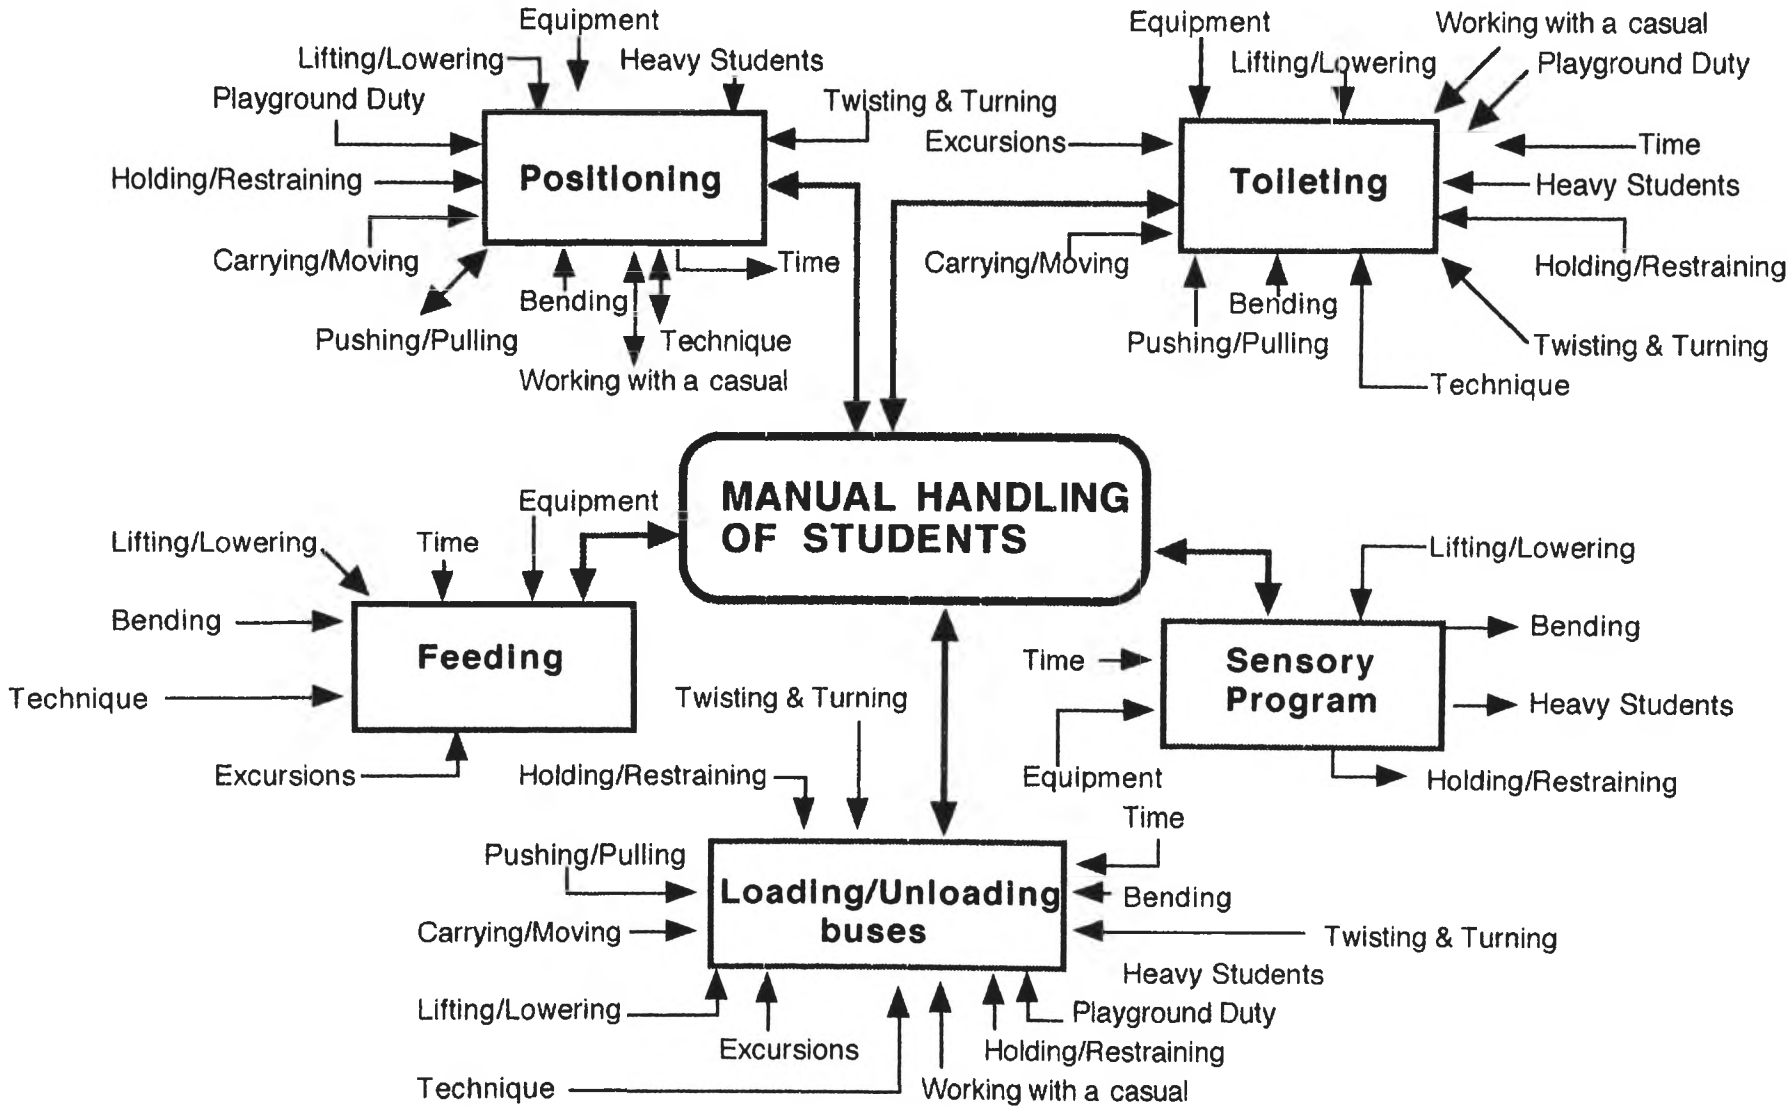 Equipment
Lifting/Lowering
Heavy Students
Playground Duty
Twisting & Turning
Holding/Restraining
Positioning
Carrying/Moving
Time
Bending
Pushing/Pulling
Technique
Working with a casual
Equipment
Working with a casual
Lifting/Lowering
Playground Duty
Excursions
Time
Toileting
Heavy Students
Carrying/Moving
Holding/Restraining
Bending
Pushing/Pulling
Twisting & Turning
Technique
MANUAL HANDLING
OF STUDENTS
Equipment
Lifting/Lowering
Time
Bending
Feeding
Technique
Excursions
Lifting/Lowering
Bending
Time
Sensory
Program
Heavy Students
Equipment
Holding/Restraining
Twisting & Turning
Holding/Restraining
Time
Pushing/Pulling
Loading/Unloading
buses
Bending
Carrying/Moving
Twisting & Turning
Heavy Students
Lifting/Lowering
Playground Duty
Excursions
Holding/Restraining
Technique
Working with a casual